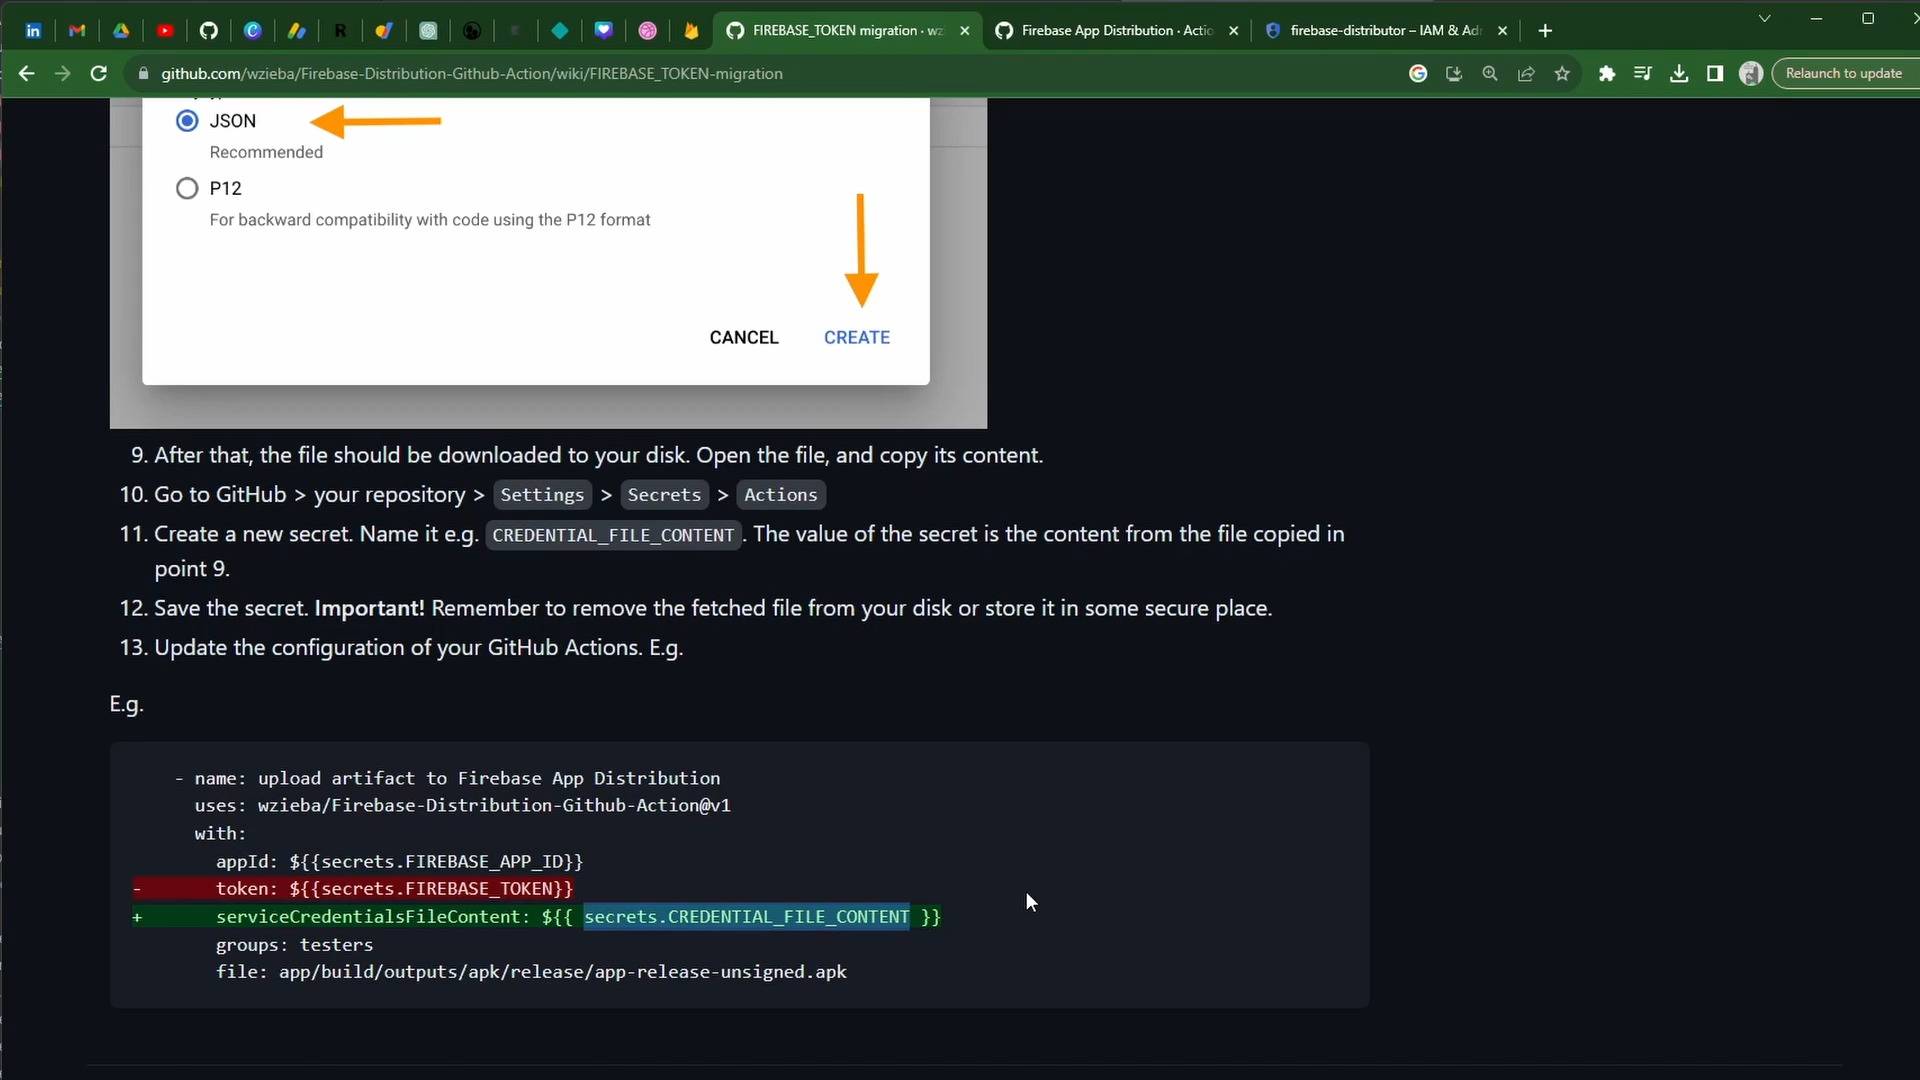 FIREBASE_TOKEN migration · wz
Firebase App Distribution · Actio
firebase-distributor – IAM & Adm
github.com/wzieba/Firebase-Distribution-Github-Action/wiki/FIREBASE_TOKEN-migration
Relaunch to update
JSON
Recommended
P12
For backward compatibility with code using the P12 format
CANCEL CREATE
9. After that, the file should be downloaded to your disk. Open the file, and copy its content.
10. Go to GitHub > your repository > Settings > Secrets > Actions
11. Create a new secret. Name it e.g. CREDENTIAL_FILE_CONTENT. The value of the secret is the content from the file copied in
point 9.
12. Save the secret. Important! Remember to remove the fetched file from your disk or store it in some secure place.
13. Update the configuration of your GitHub Actions. E.g.
E.g.
- name: upload artifact to Firebase App Distribution
uses: wzieba/Firebase-Distribution-Github-Action@v1
with:
appId: ${{secrets.FIREBASE_APP_ID}}
- token: ${{secrets.FIREBASE_TOKEN}}
+ serviceCredentialsFileContent: ${{ secrets.CREDENTIAL_FILE_CONTENT }}
groups: testers
file: app/build/outputs/apk/release/app-release-unsigned.apk